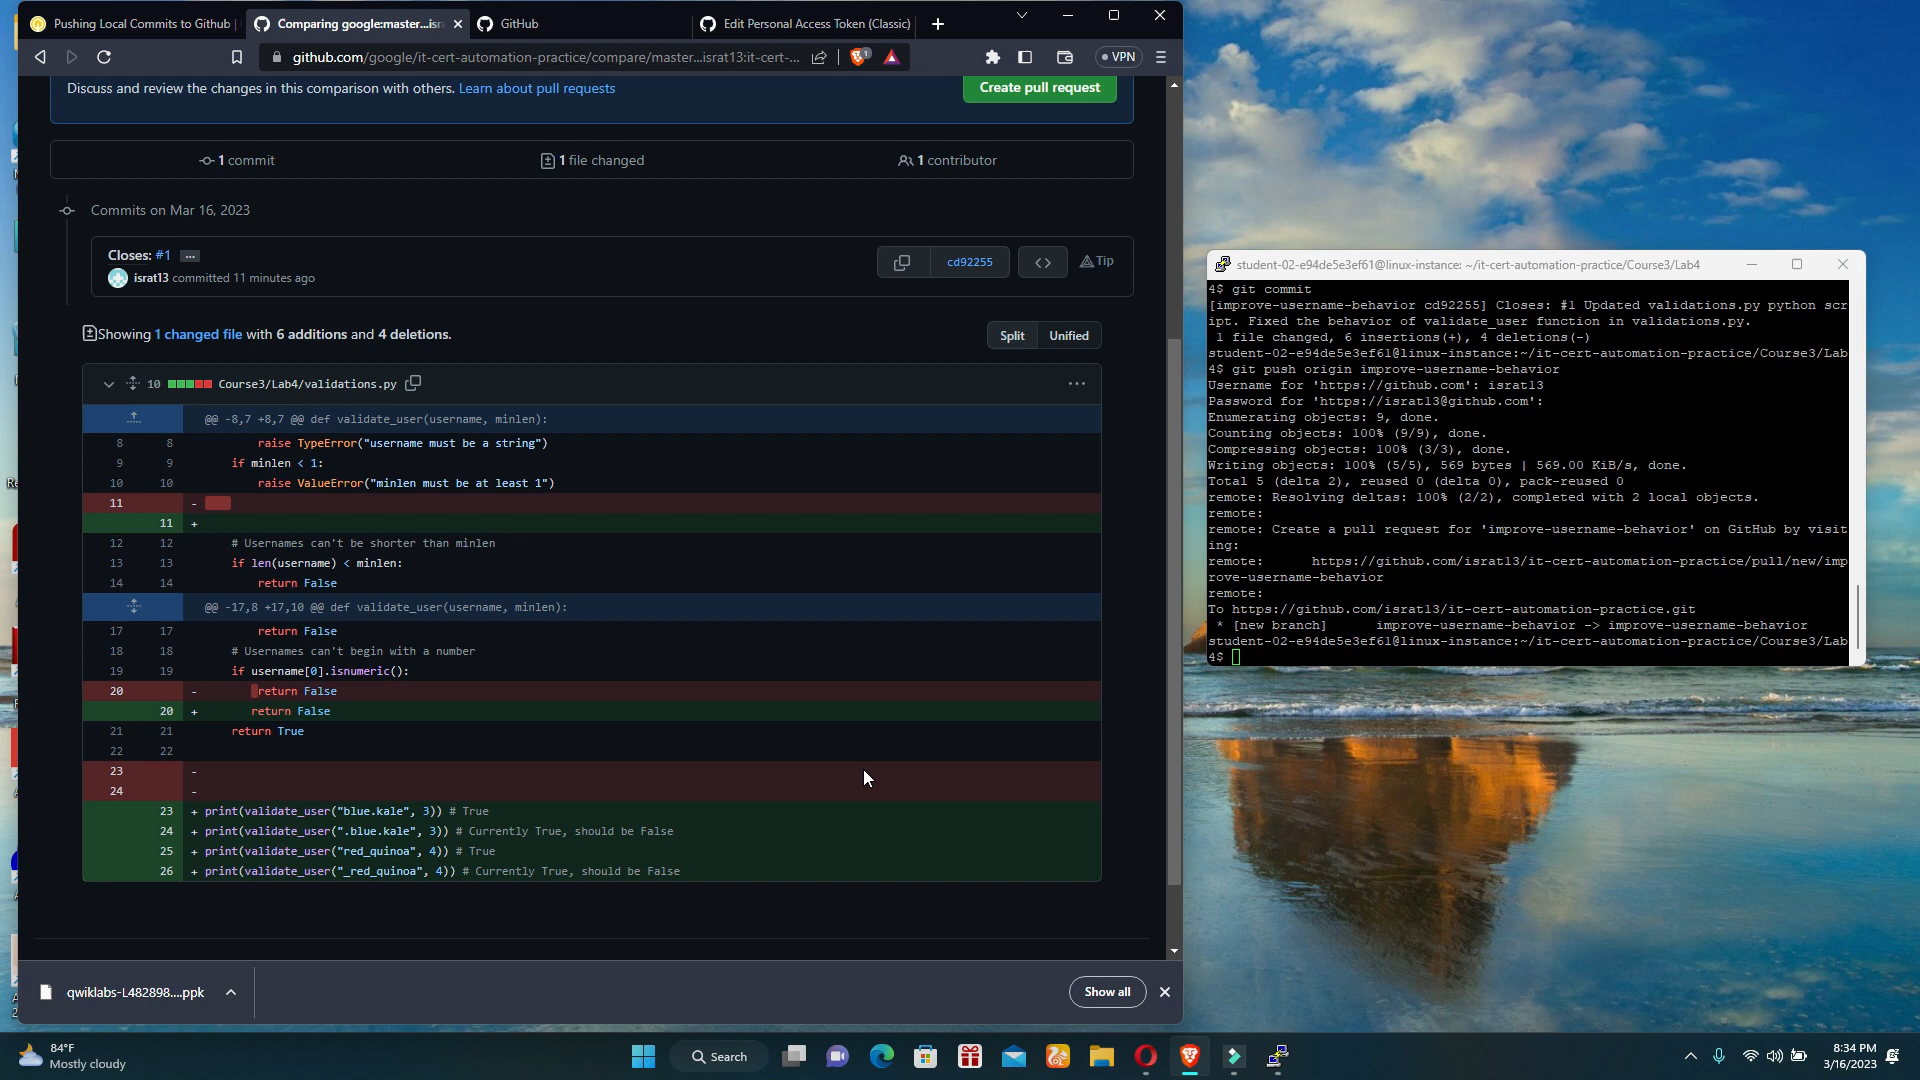 Pushing Local Commits to Github |
Comparing google:master...isr
GitHub
Edit Personal Access Token (Classic)
github.com/google/it-cert-automation-practice/compare/master...israt13:it-cert-...
1
VPN
Discuss and review the changes in this comparison with others. Learn about pull requests
Create pull request
1 commit
1 file changed
1 contributor
Commits on Mar 16, 2023
Closes: #1 ...
israt13 committed 11 minutes ago
cd92255
<>
Tip
Showing 1 changed file with 6 additions and 4 deletions.
Split
Unified
10 Course3/Lab4/validations.py
...
@@ -8,7 +8,7 @@ def validate_user(username, minlen):
8 8 raise TypeError("username must be a string")
9 9 if minlen < 1:
10 10 raise ValueError("minlen must be at least 1")
11 -
11 +
12 12 # Usernames can't be shorter than minlen
13 13 if len(username) < minlen:
14 14 return False
@@ -17,8 +17,10 @@ def validate_user(username, minlen):
17 17 return False
18 18 # Usernames can't begin with a number
19 19 if username[0].isnumeric():
20 - return False
20 + return False
21 21 return True
22 22
23 -
24 -
23 + print(validate_user("blue.kale", 3)) # True
24 + print(validate_user(".blue.kale", 3)) # Currently True, should be False
25 + print(validate_user("red_quinoa", 4)) # True
26 + print(validate_user("_red_quinoa", 4)) # Currently True, should be False
qwiklabs-L482898....ppk
Show all
student-02-e94de5e3ef61@linux-instance: ~/it-cert-automation-practice/Course3/Lab4
4$ git commit
[improve-username-behavior cd92255] Closes: #1 Updated validations.py python scr
ipt. Fixed the behavior of validate_user function in validations.py.
1 file changed, 6 insertions(+), 4 deletions(-)
student-02-e94de5e3ef61@linux-instance:~/it-cert-automation-practice/Course3/Lab
4$ git push origin improve-username-behavior
Username for 'https://github.com': israt13
Password for 'https://israt13@github.com':
Enumerating objects: 9, done.
Counting objects: 100% (9/9), done.
Compressing objects: 100% (3/3), done.
Writing objects: 100% (5/5), 569 bytes | 569.00 KiB/s, done.
Total 5 (delta 2), reused 0 (delta 0), pack-reused 0
remote: Resolving deltas: 100% (2/2), completed with 2 local objects.
remote:
remote: Create a pull request for 'improve-username-behavior' on GitHub by visit
ing:
remote: https://github.com/israt13/it-cert-automation-practice/pull/new/imp
rove-username-behavior
remote:
To https://github.com/israt13/it-cert-automation-practice.git
* [new branch] improve-username-behavior -> improve-username-behavior
student-02-e94de5e3ef61@linux-instance:~/it-cert-automation-practice/Course3/Lab
4$
84°F
Mostly cloudy
Search
8:34 PM
3/16/2023